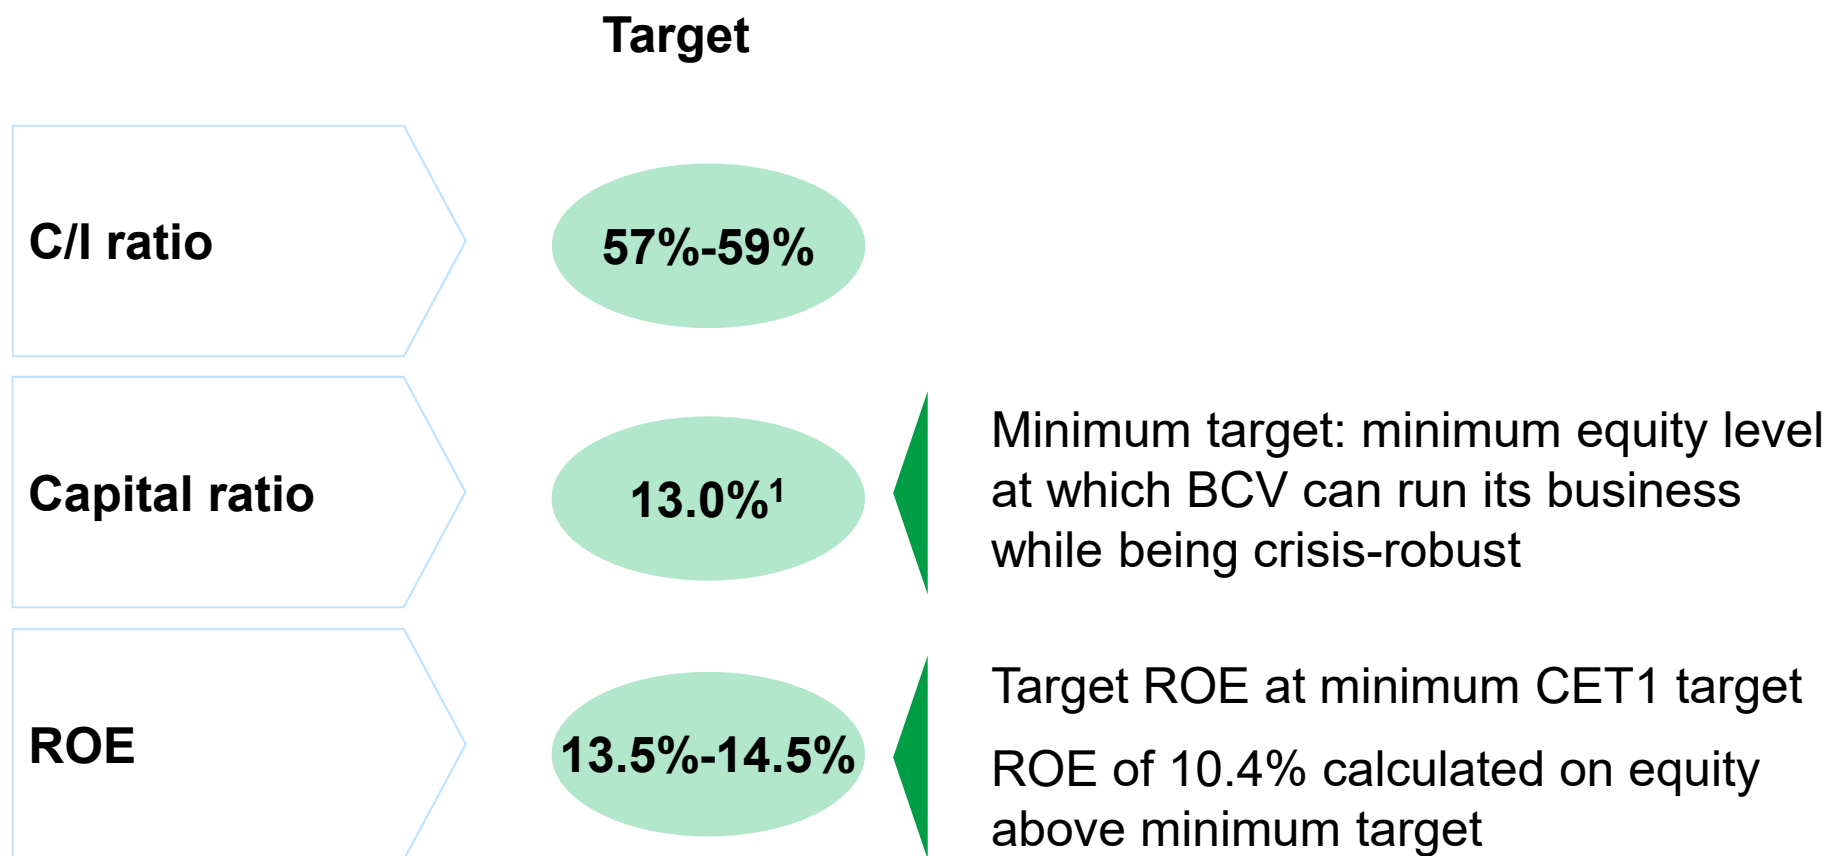 Target
C/I ratio
57%-59%
Capital ratio
13.0%¹
Minimum target: minimum equity level
at which BCV can run its business
while being crisis-robust
ROE
13.5%-14.5%
Target ROE at minimum CET1 target
ROE of 10.4% calculated on equity
above minimum target